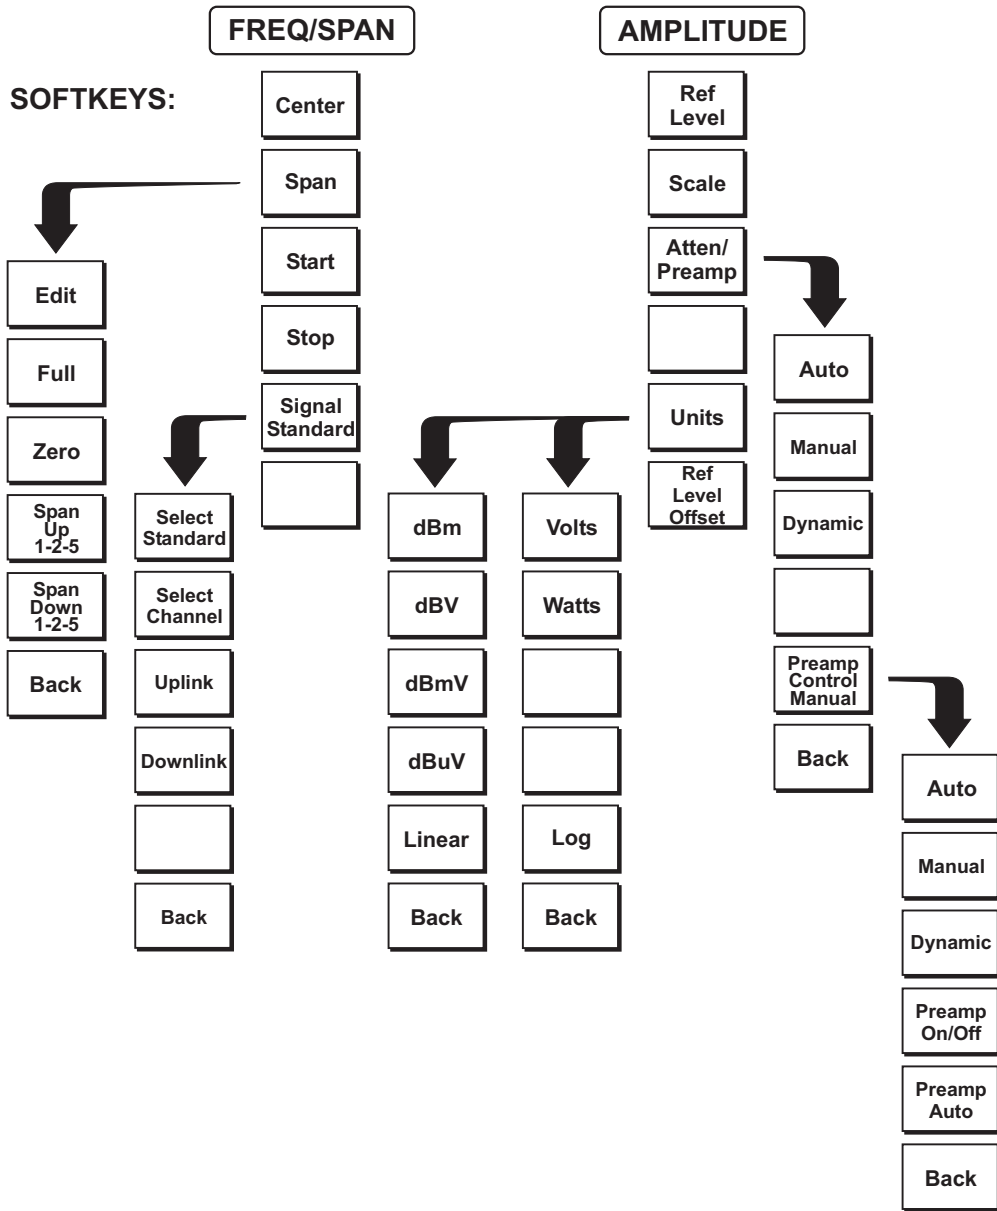 FREQ/SPAN
AMPLITUDE
SOFTKEYS:
Center
Span
Start
Stop
Signal
Standard
Edit
Full
Zero
Span
Up
1-2-5
Span
Down
1-2-5
Back
Select
Standard
Select
Channel
Uplink
Downlink
Back
Ref
Level
Scale
Atten/
Preamp
Units
Ref
Level
Offset
dBm
dBV
dBmV
dBuV
Linear
Back
Volts
Watts
Log
Back
Auto
Manual
Dynamic
Preamp
Control
Manual
Back
Auto
Manual
Dynamic
Preamp
On/Off
Preamp
Auto
Back